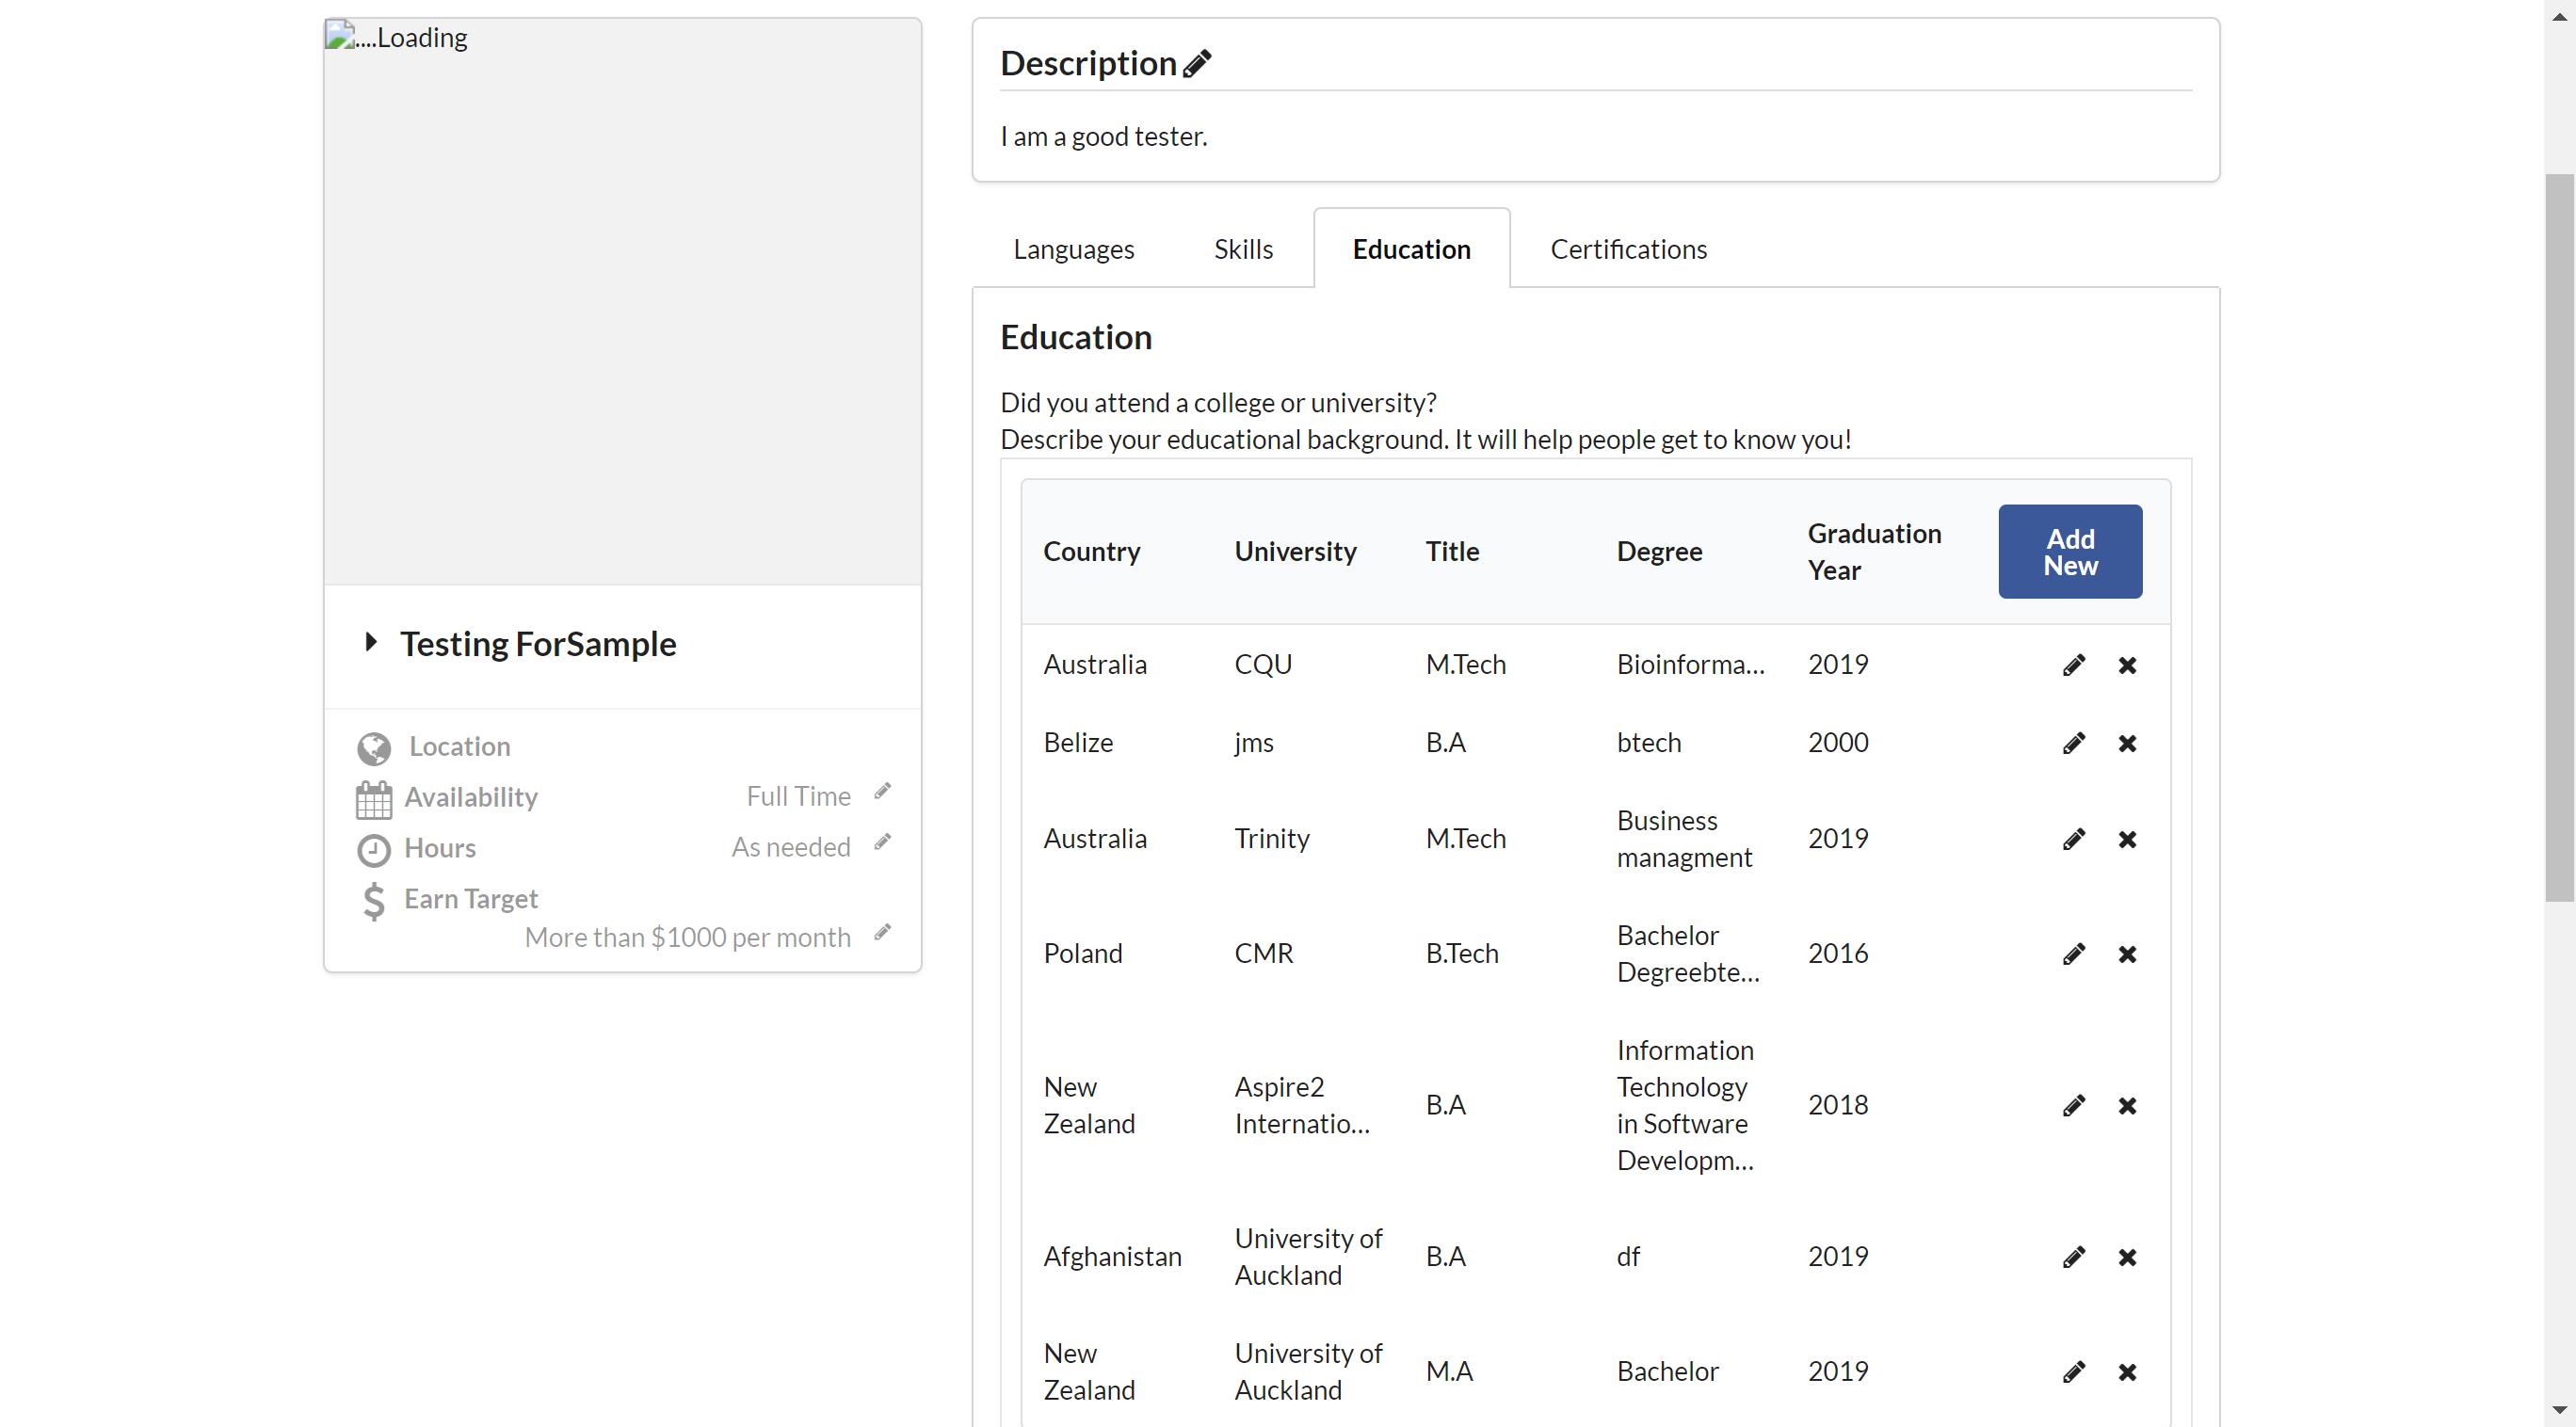 ....Loading
Testing ForSample
Location
Availability Full Time
Hours As needed
Earn Target
More than $1000 per month
Description
I am a good tester.
Languages Skills Education Certifications
Education
Did you attend a college or university?
Describe your educational background. It will help people get to know you!
Country University Title Degree Graduation Year Add New
Australia CQU M.Tech Bioinforma... 2019
Belize jms B.A btech 2000
Australia Trinity M.Tech Business managment 2019
Poland CMR B.Tech Bachelor Degreebte... 2016
New Zealand Aspire2 Internatio... B.A Information Technology in Software Developm... 2018
Afghanistan University of Auckland B.A df 2019
New Zealand University of Auckland M.A Bachelor 2019